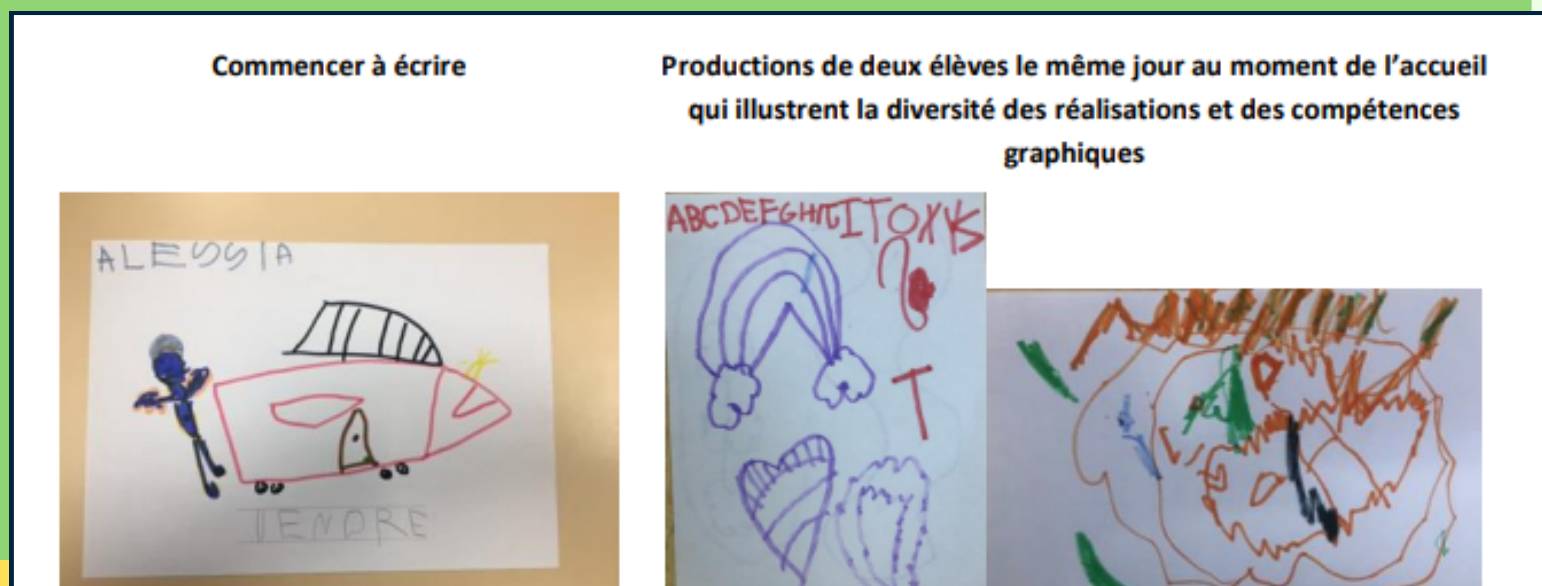 Commencer à écrire
Productions de deux élèves le même jour au moment de l'accueil
qui illustrent la diversité des réalisations et des compétences
graphiques
ALESSIA
ABCDEFGH
ITOXYS
T